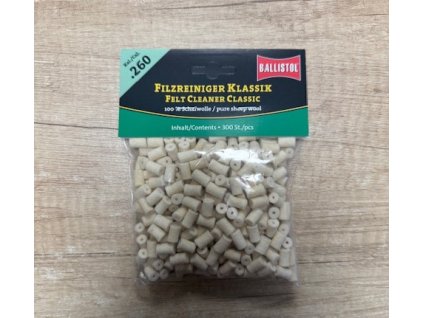 Kal./Cal.
.260
BALLISTOL
FILZREINIGER KLASSIK
FELT CLEANER CLASSIC
100 % Schafwolle / pure sheep wool
Inhalt/Contents • 300 St./pcs